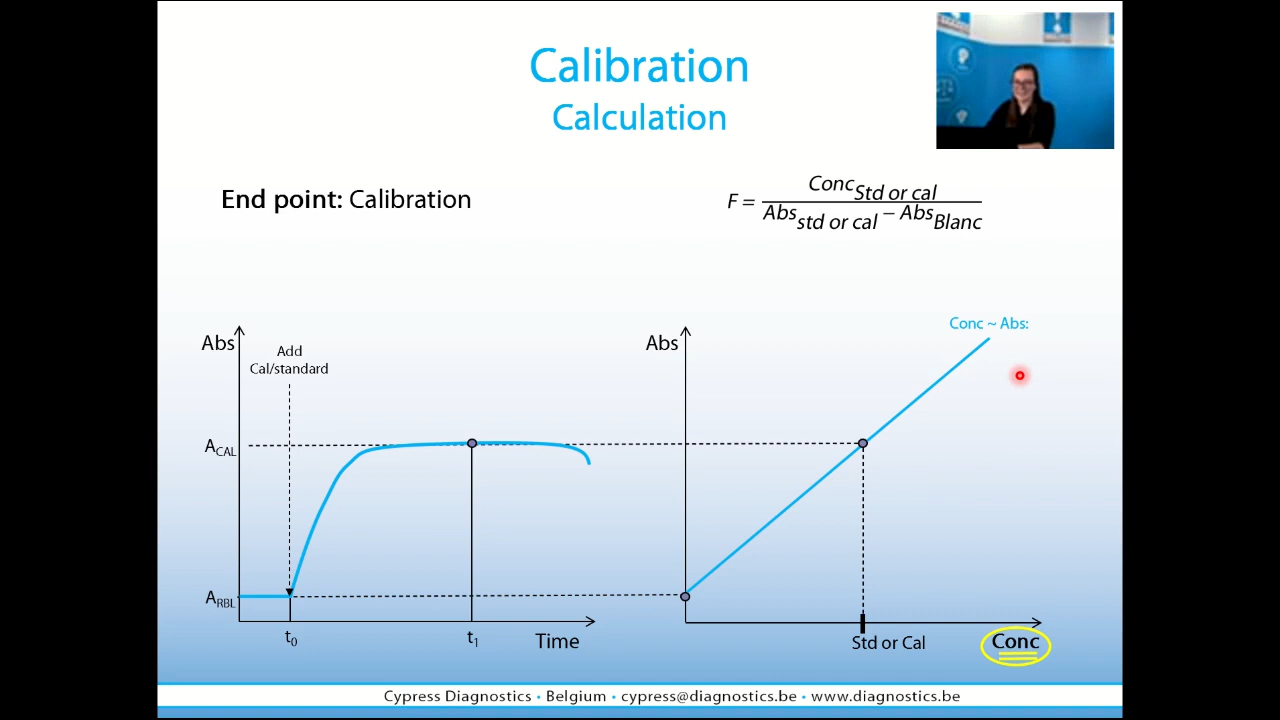 Calibration
Calculation
End point: Calibration
F = Conc Std or cal / Abs std or cal − Abs Blanc
Conc ~ Abs:
Abs
Add
Cal/standard
A CAL
A RBL
t0
t1
Time
Abs
Std or Cal
Conc
Cypress Diagnostics • Belgium • cypress@diagnostics.be • www.diagnostics.be